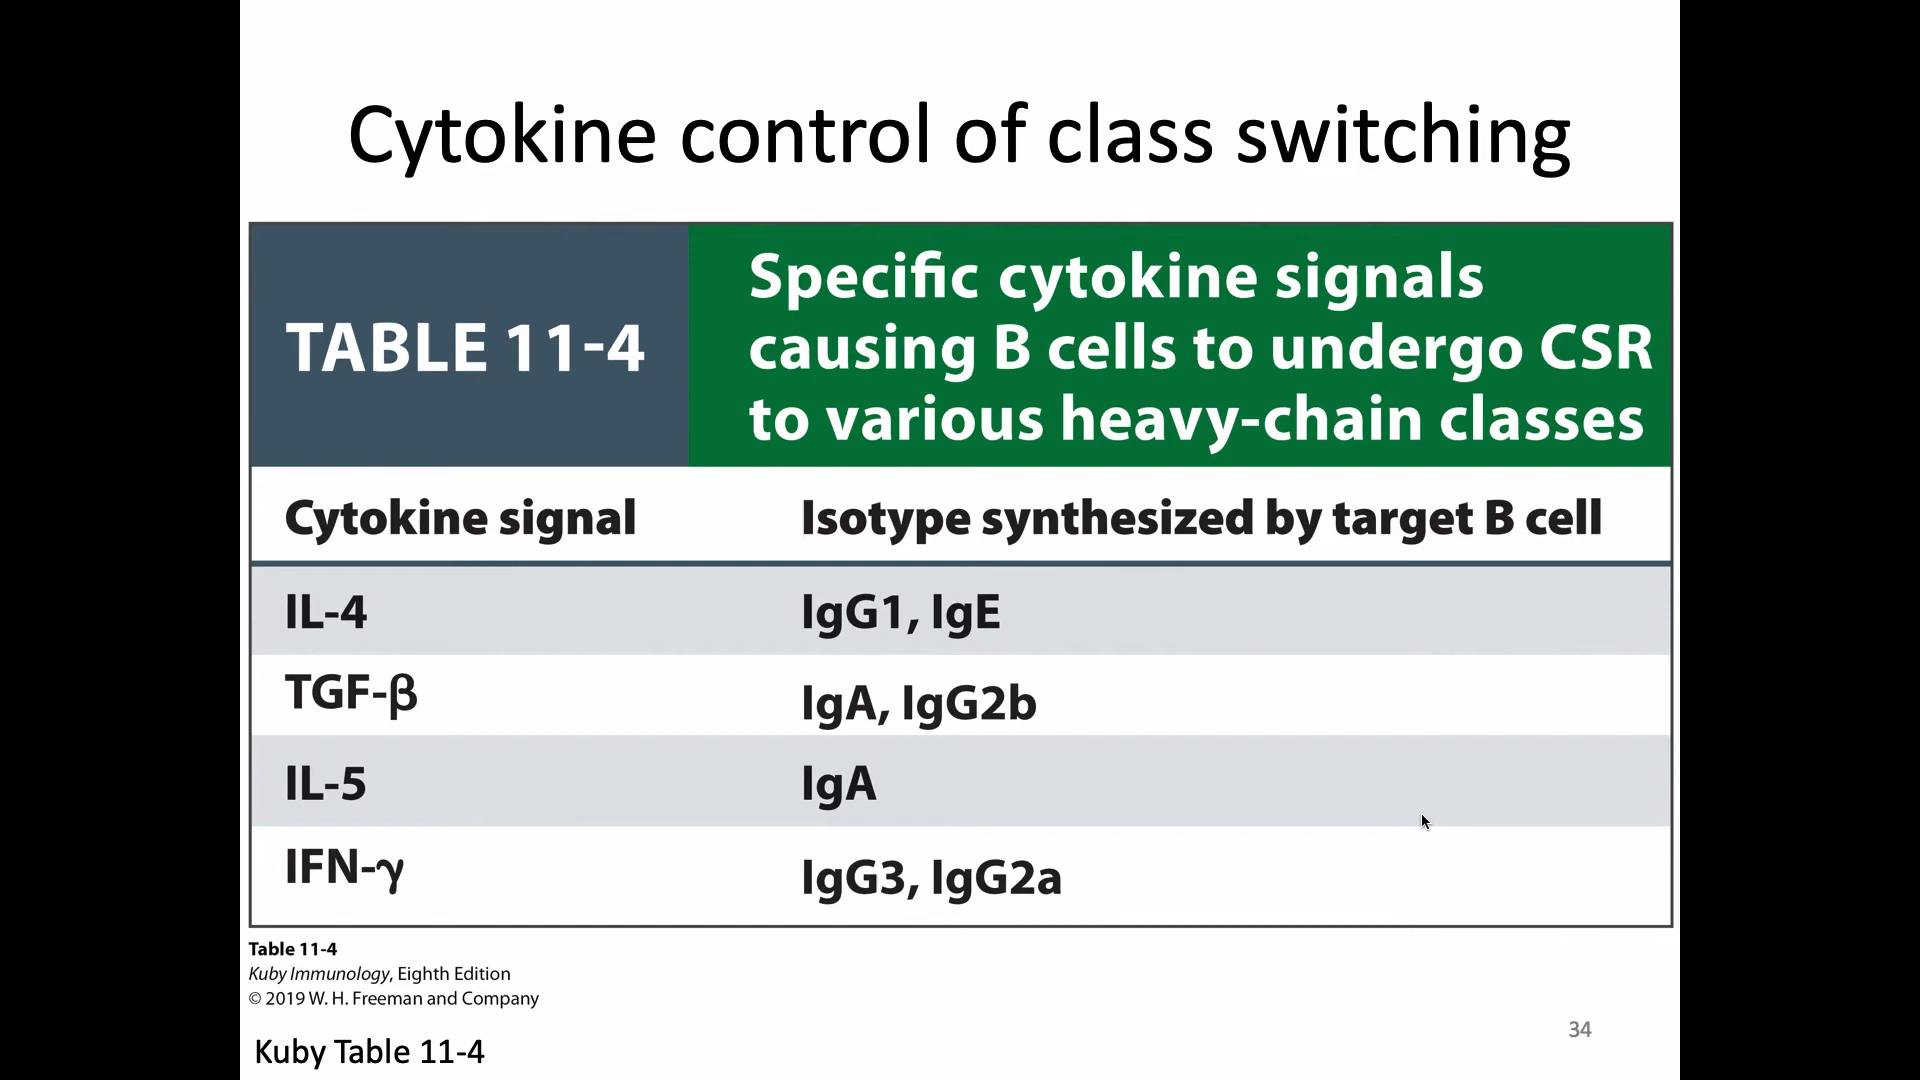 Cytokine control of class switching
TABLE 11-4
Specific cytokine signals
causing B cells to undergo CSR
to various heavy-chain classes
Cytokine signal Isotype synthesized by target B cell
IL-4 IgG1, IgE
TGF-β IgA, IgG2b
IL-5 IgA
IFN-γ IgG3, IgG2a
Table 11-4
Kuby Immunology, Eighth Edition
© 2019 W. H. Freeman and Company
34
Kuby Table 11-4